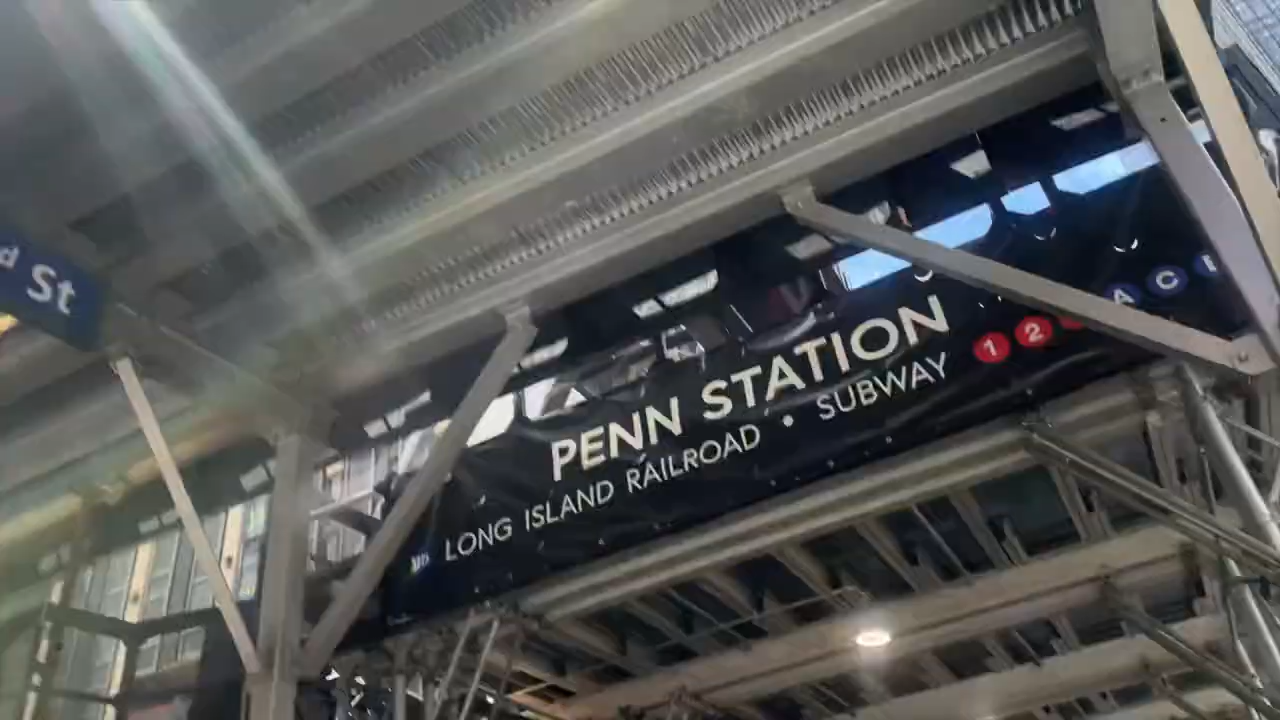 d St
PENN STATION
LONG ISLAND RAILROAD • SUBWAY
1 2 A C E